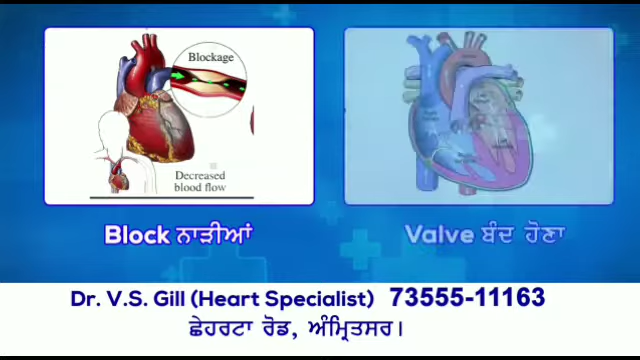 Blockage
Decreased
blood flow
Block ਨਾੜੀਆਂ
Valve ਬੰਦ ਹੋਣਾ
Dr. V.S. Gill (Heart Specialist) 73555-11163
ਛੇਹਰਟਾ ਰੋਡ, ਅੰਮ੍ਰਿਤਸਰ।